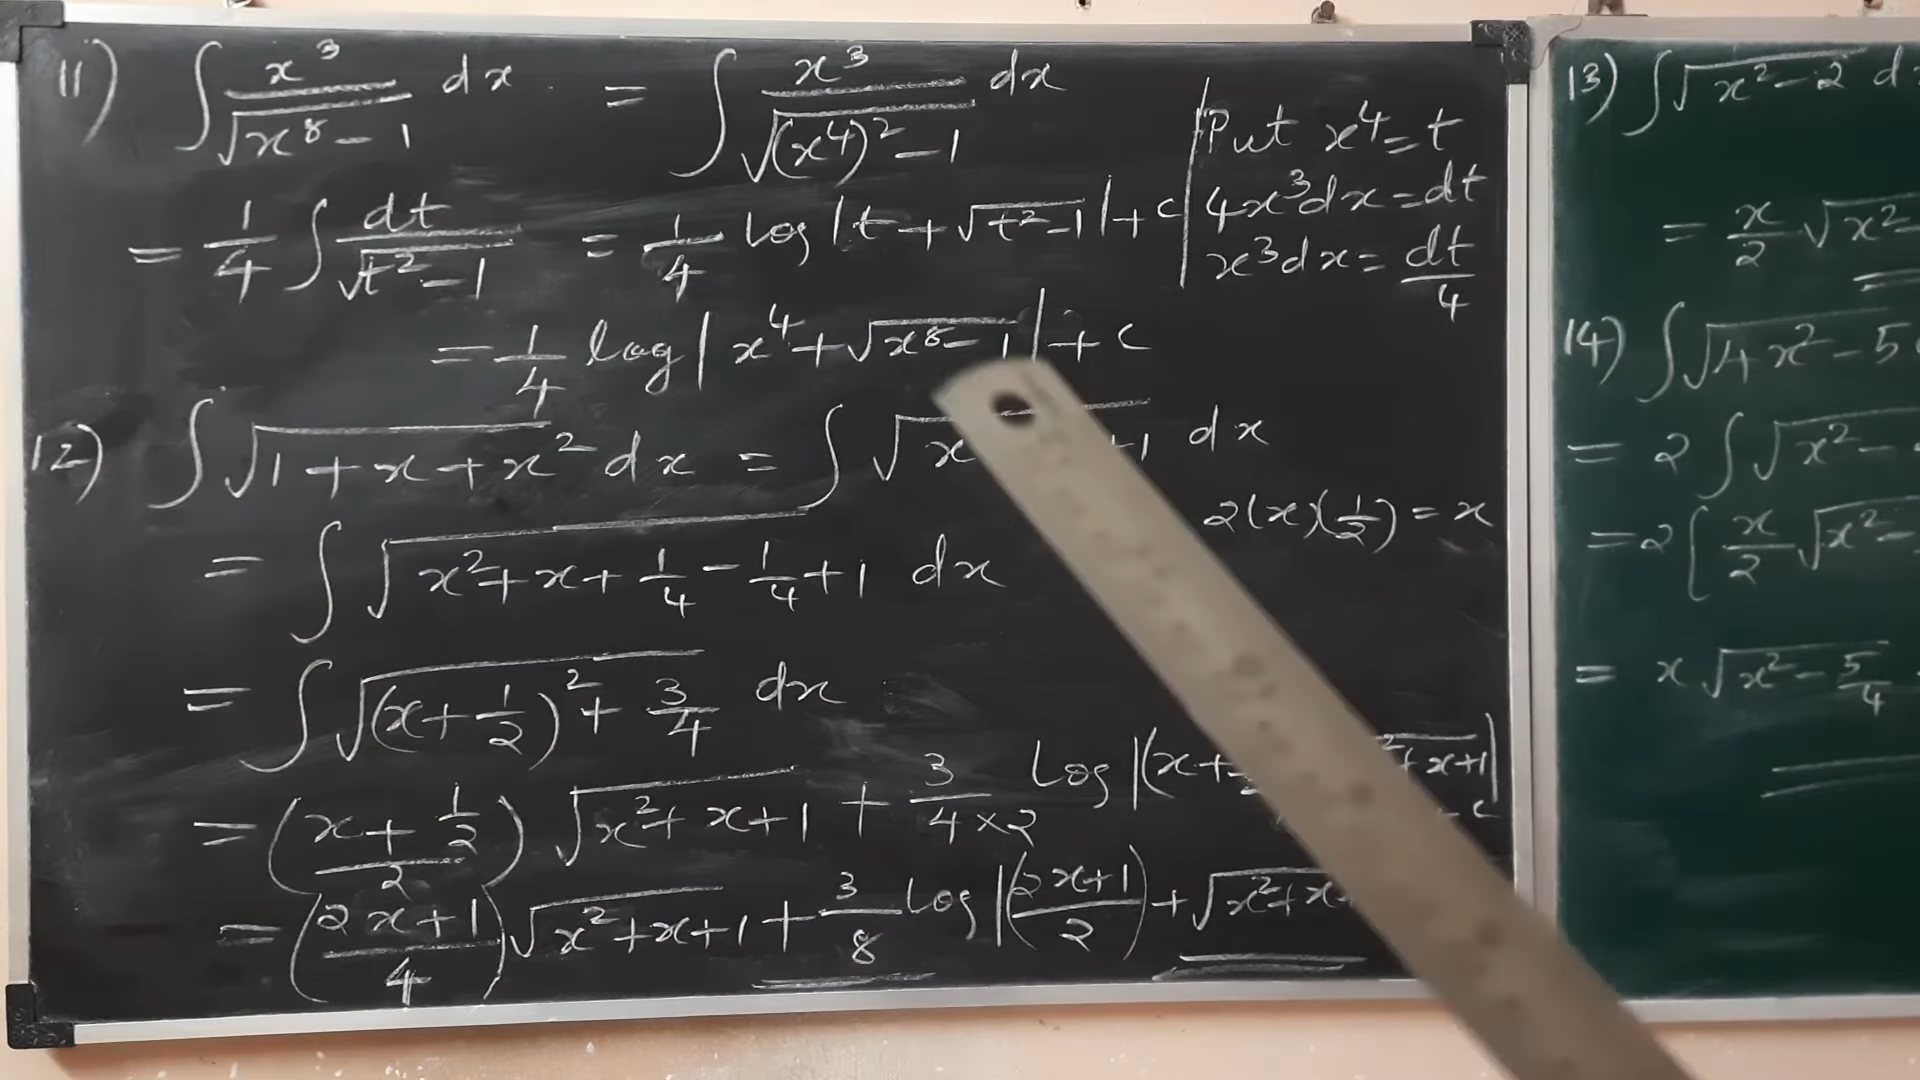 11) ∫ x³/√(x⁸ - 1) dx = ∫ x³/√((x⁴)² - 1) dx
Put x⁴ = t
4x³dx = dt
x³dx = dt/4
= 1/4 ∫ dt/√(t² - 1) = 1/4 log |t + √(t² - 1)| + c
= 1/4 log | x⁴ + √(x⁸ - 1) | + c
12) ∫ √(1 + x + x²) dx = ∫ √(x +1) dx
2(x)(1/2) = x
= ∫ √(x² + x + 1/4 - 1/4 + 1) dx
= ∫ √((x + 1/2)² + 3/4) dx
= ((x + 1/2)/2) √(x² + x + 1) + 3/(4 × 2) log |(x + ² + x + 1| c
= ((2x + 1)/4) √(x² + x + 1) + 3/8 log |((2x + 1)/2) + √(x² + x
13) ∫ √(x² - 2) d
= x/2 √(x² -
14) ∫ √(4x² - 5
= 2 ∫ √(x² -
= 2 [ x/2 √(x² -
= x √(x² - 5/4)